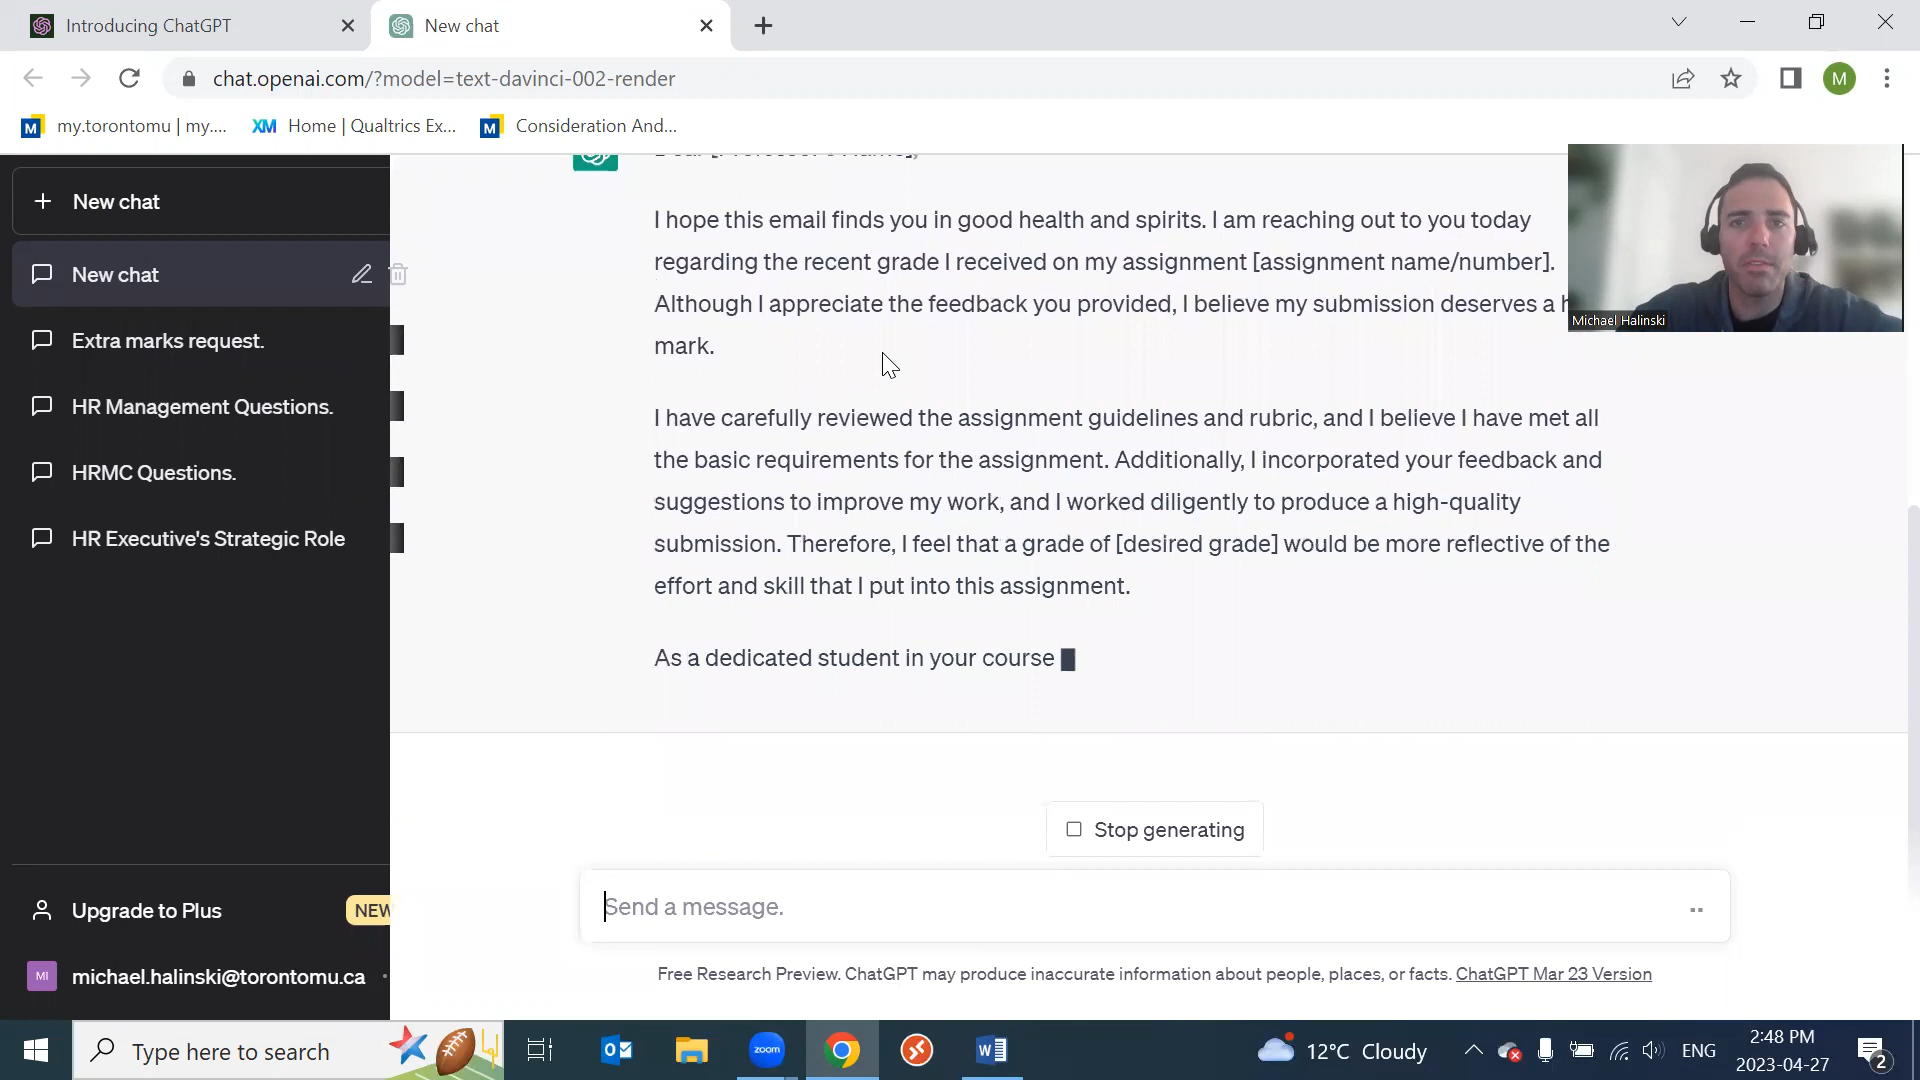 Introducing ChatGPT
New chat
chat.openai.com/?model=text-davinci-002-render
M
my.torontomu | my....
XM Home | Qualtrics Ex...
Consideration And...
New chat
New chat
Extra marks request.
HR Management Questions.
HRMC Questions.
HR Executive's Strategic Role
Upgrade to Plus
NEW
MI michael.halinski@torontomu.ca
I hope this email finds you in good health and spirits. I am reaching out to you today
regarding the recent grade I received on my assignment [assignment name/number].
Although I appreciate the feedback you provided, I believe my submission deserves a h
mark.
I have carefully reviewed the assignment guidelines and rubric, and I believe I have met all
the basic requirements for the assignment. Additionally, I incorporated your feedback and
suggestions to improve my work, and I worked diligently to produce a high-quality
submission. Therefore, I feel that a grade of [desired grade] would be more reflective of the
effort and skill that I put into this assignment.
As a dedicated student in your course
Michael Halinski
Stop generating
Send a message.
Free Research Preview. ChatGPT may produce inaccurate information about people, places, or facts. ChatGPT Mar 23 Version
Type here to search
zoom
12°C Cloudy
ENG
2:48 PM
2023-04-27
2